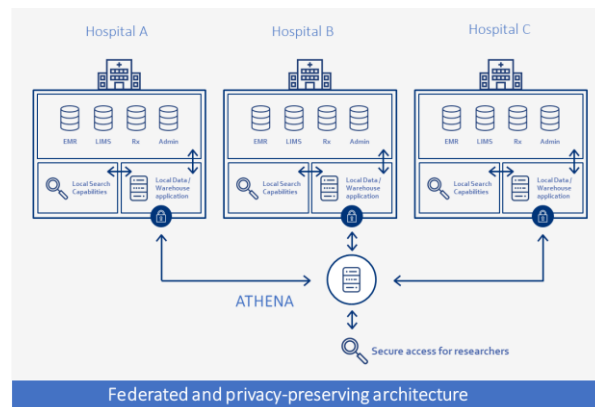 Hospital A
Hospital B
Hospital C
EMR LIMS Rx Admin
EMR LIMS Rx Admin
EMR LIMS Rx Admin
Local Search
Capabilities
Local Data /
Warehouse
application
Local Search
Capabilities
Local Data /
Warehouse
application
Local Search
Capabilities
Local Data /
Warehouse
application
ATHENA
Secure access for researchers
Federated and privacy-preserving architecture